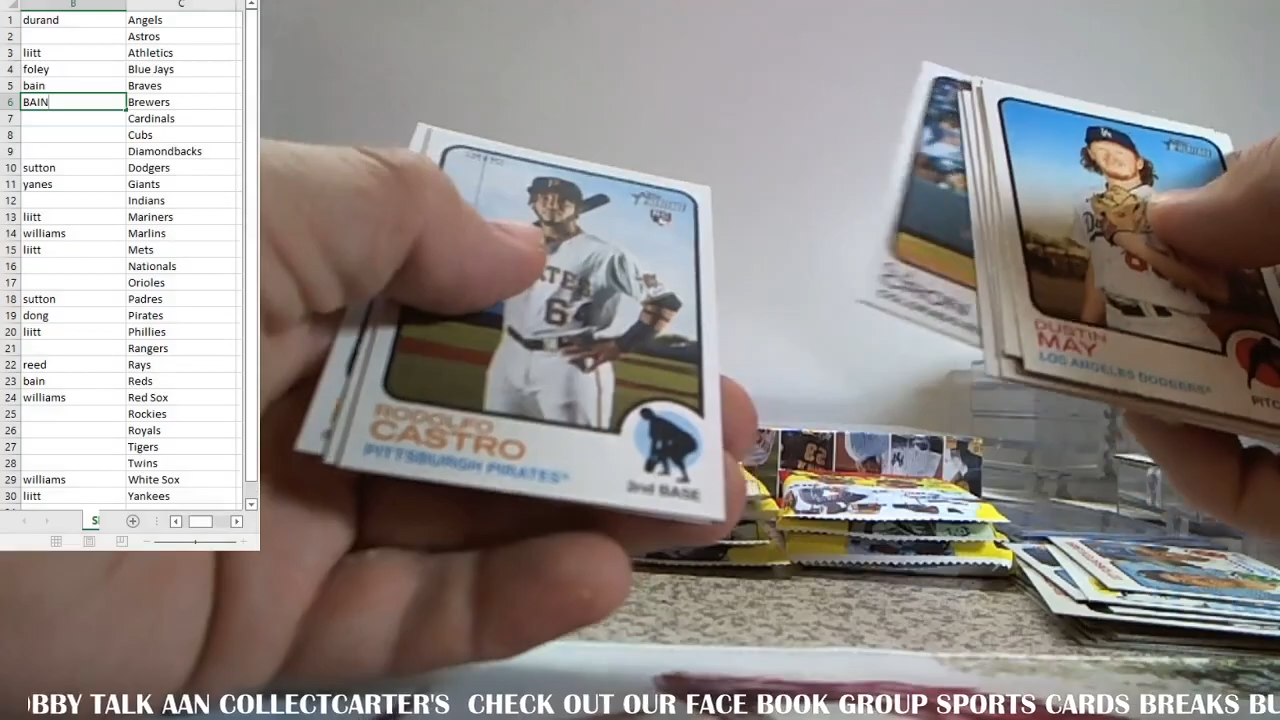 B C
1 durand Angels
2 Astros
3 liitt Athletics
4 foley Blue Jays
5 bain Braves
6 BAIN Brewers
7 Cardinals
8 Cubs
9 Diamondbacks
10 sutton Dodgers
11 yanes Giants
12 Indians
13 liitt Mariners
14 williams Marlins
15 liitt Mets
16 Nationals
17 Orioles
18 sutton Padres
19 dong Pirates
20 liitt Phillies
21 Rangers
22 reed Rays
23 bain Reds
24 williams Red Sox
25 Rockies
26 Royals
27 Tigers
28 Twins
29 williams White Sox
30 liitt Yankees
RODOLFO
CASTRO
PITTSBURGH PIRATES
2nd BASE
DUSTIN
MAY
LOS ANGELES DODGERS
PITC
82
14
OBBY TALK AAN COLLECTCARTER'S CHECK OUT OUR FACE BOOK GROUP SPORTS CARDS BREAKS BU